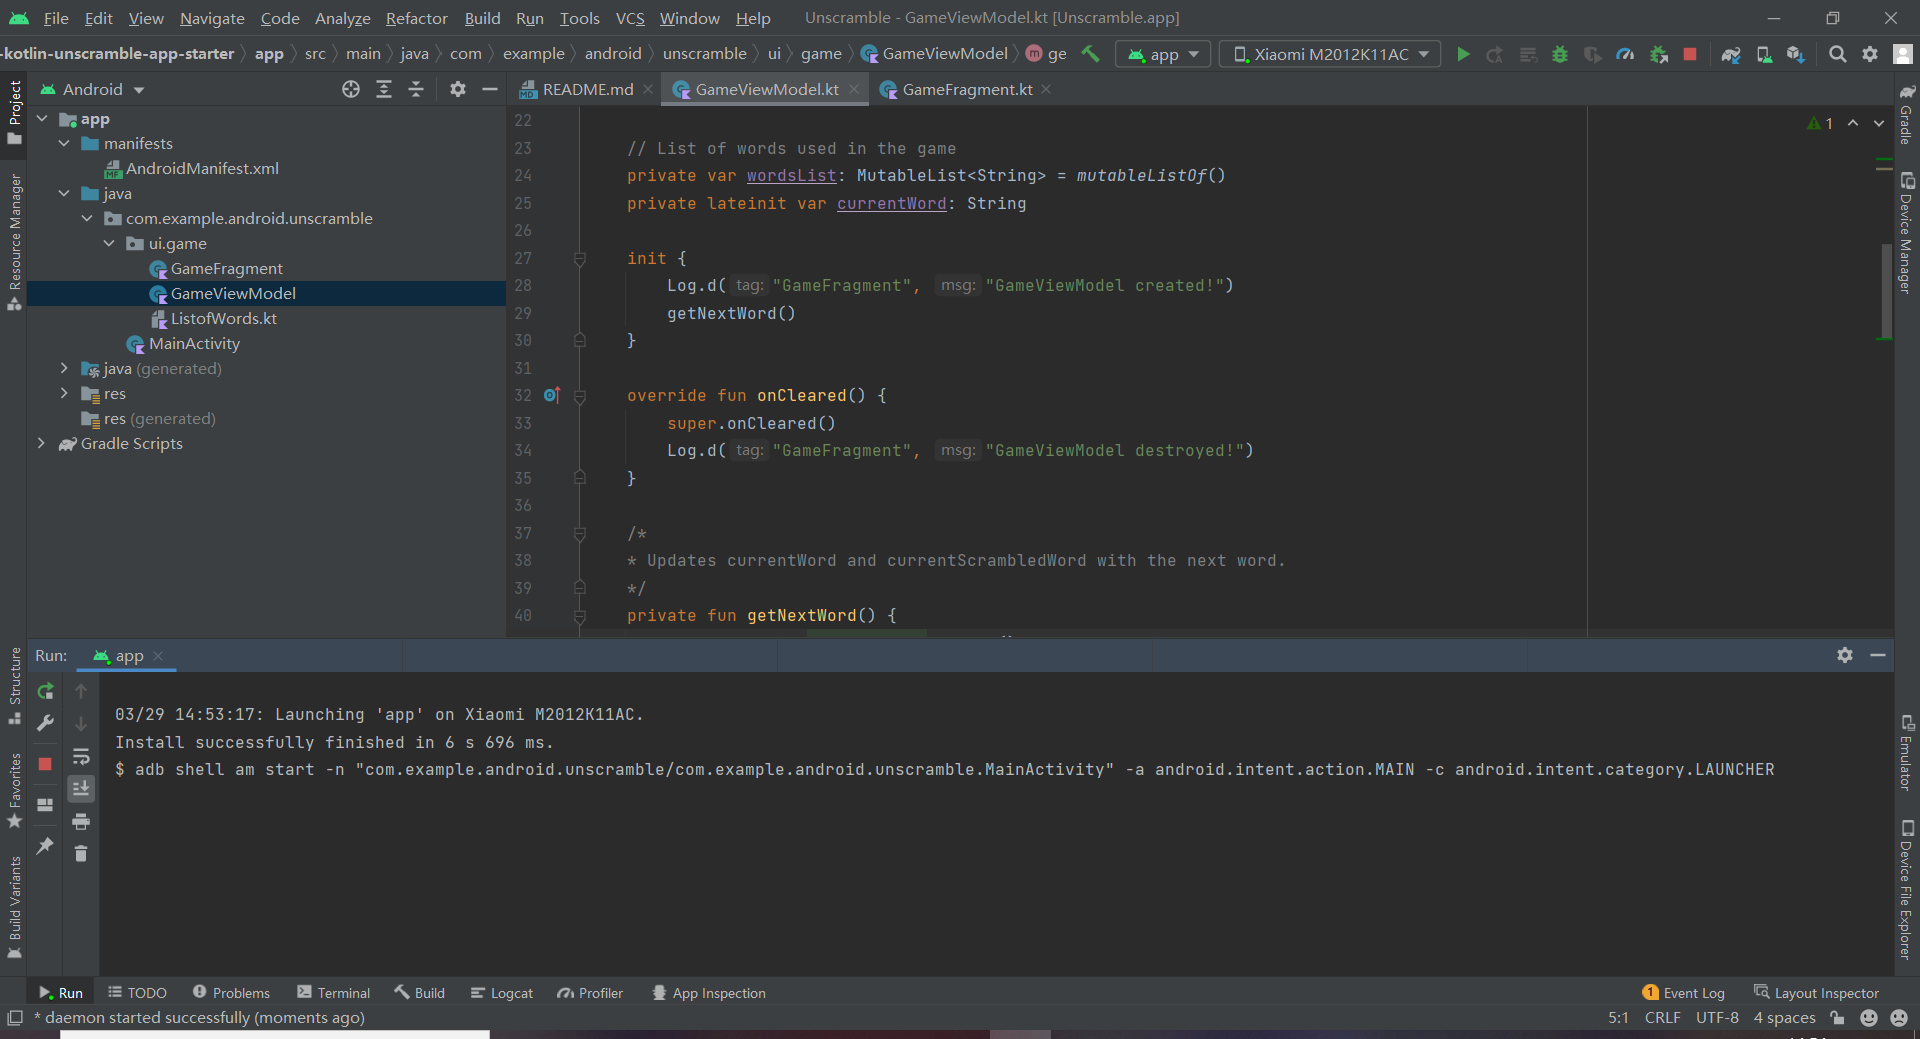 File Edit View Navigate Code Analyze Refactor Build Run Tools VCS Window Help Unscramble - GameViewModel.kt [Unscramble.app]
-kotlin-unscramble-app-starter app src main java com example android unscramble ui game GameViewModel m ge app Xiaomi M2012K11AC
Android
README.md GameViewModel.kt GameFragment.kt
app
manifests
AndroidManifest.xml
java
com.example.android.unscramble
ui.game
GameFragment
GameViewModel
ListofWords.kt
MainActivity
java (generated)
res
res (generated)
Gradle Scripts
1
22
23 // List of words used in the game
24 private var wordsList: MutableList<String> = mutableListOf()
25 private lateinit var currentWord: String
26
27 init {
28 Log.d( tag: "GameFragment", msg: "GameViewModel created!")
29 getNextWord()
30 }
31
32 override fun onCleared() {
33 super.onCleared()
34 Log.d( tag: "GameFragment", msg: "GameViewModel destroyed!")
35 }
36
37 /*
38 * Updates currentWord and currentScrambledWord with the next word.
39 */
40 private fun getNextWord() {
Project
Resource Manager
Structure
Favorites
Build Variants
Gradle
Device Manager
Emulator
Device File Explorer
Run: app
03/29 14:53:17: Launching 'app' on Xiaomi M2012K11AC.
Install successfully finished in 6 s 696 ms.
$ adb shell am start -n "com.example.android.unscramble/com.example.android.unscramble.MainActivity" -a android.intent.action.MAIN -c android.intent.category.LAUNCHER
Run TODO Problems Terminal Build Logcat Profiler App Inspection 1 Event Log Layout Inspector
* daemon started successfully (moments ago) 5:1 CRLF UTF-8 4 spaces